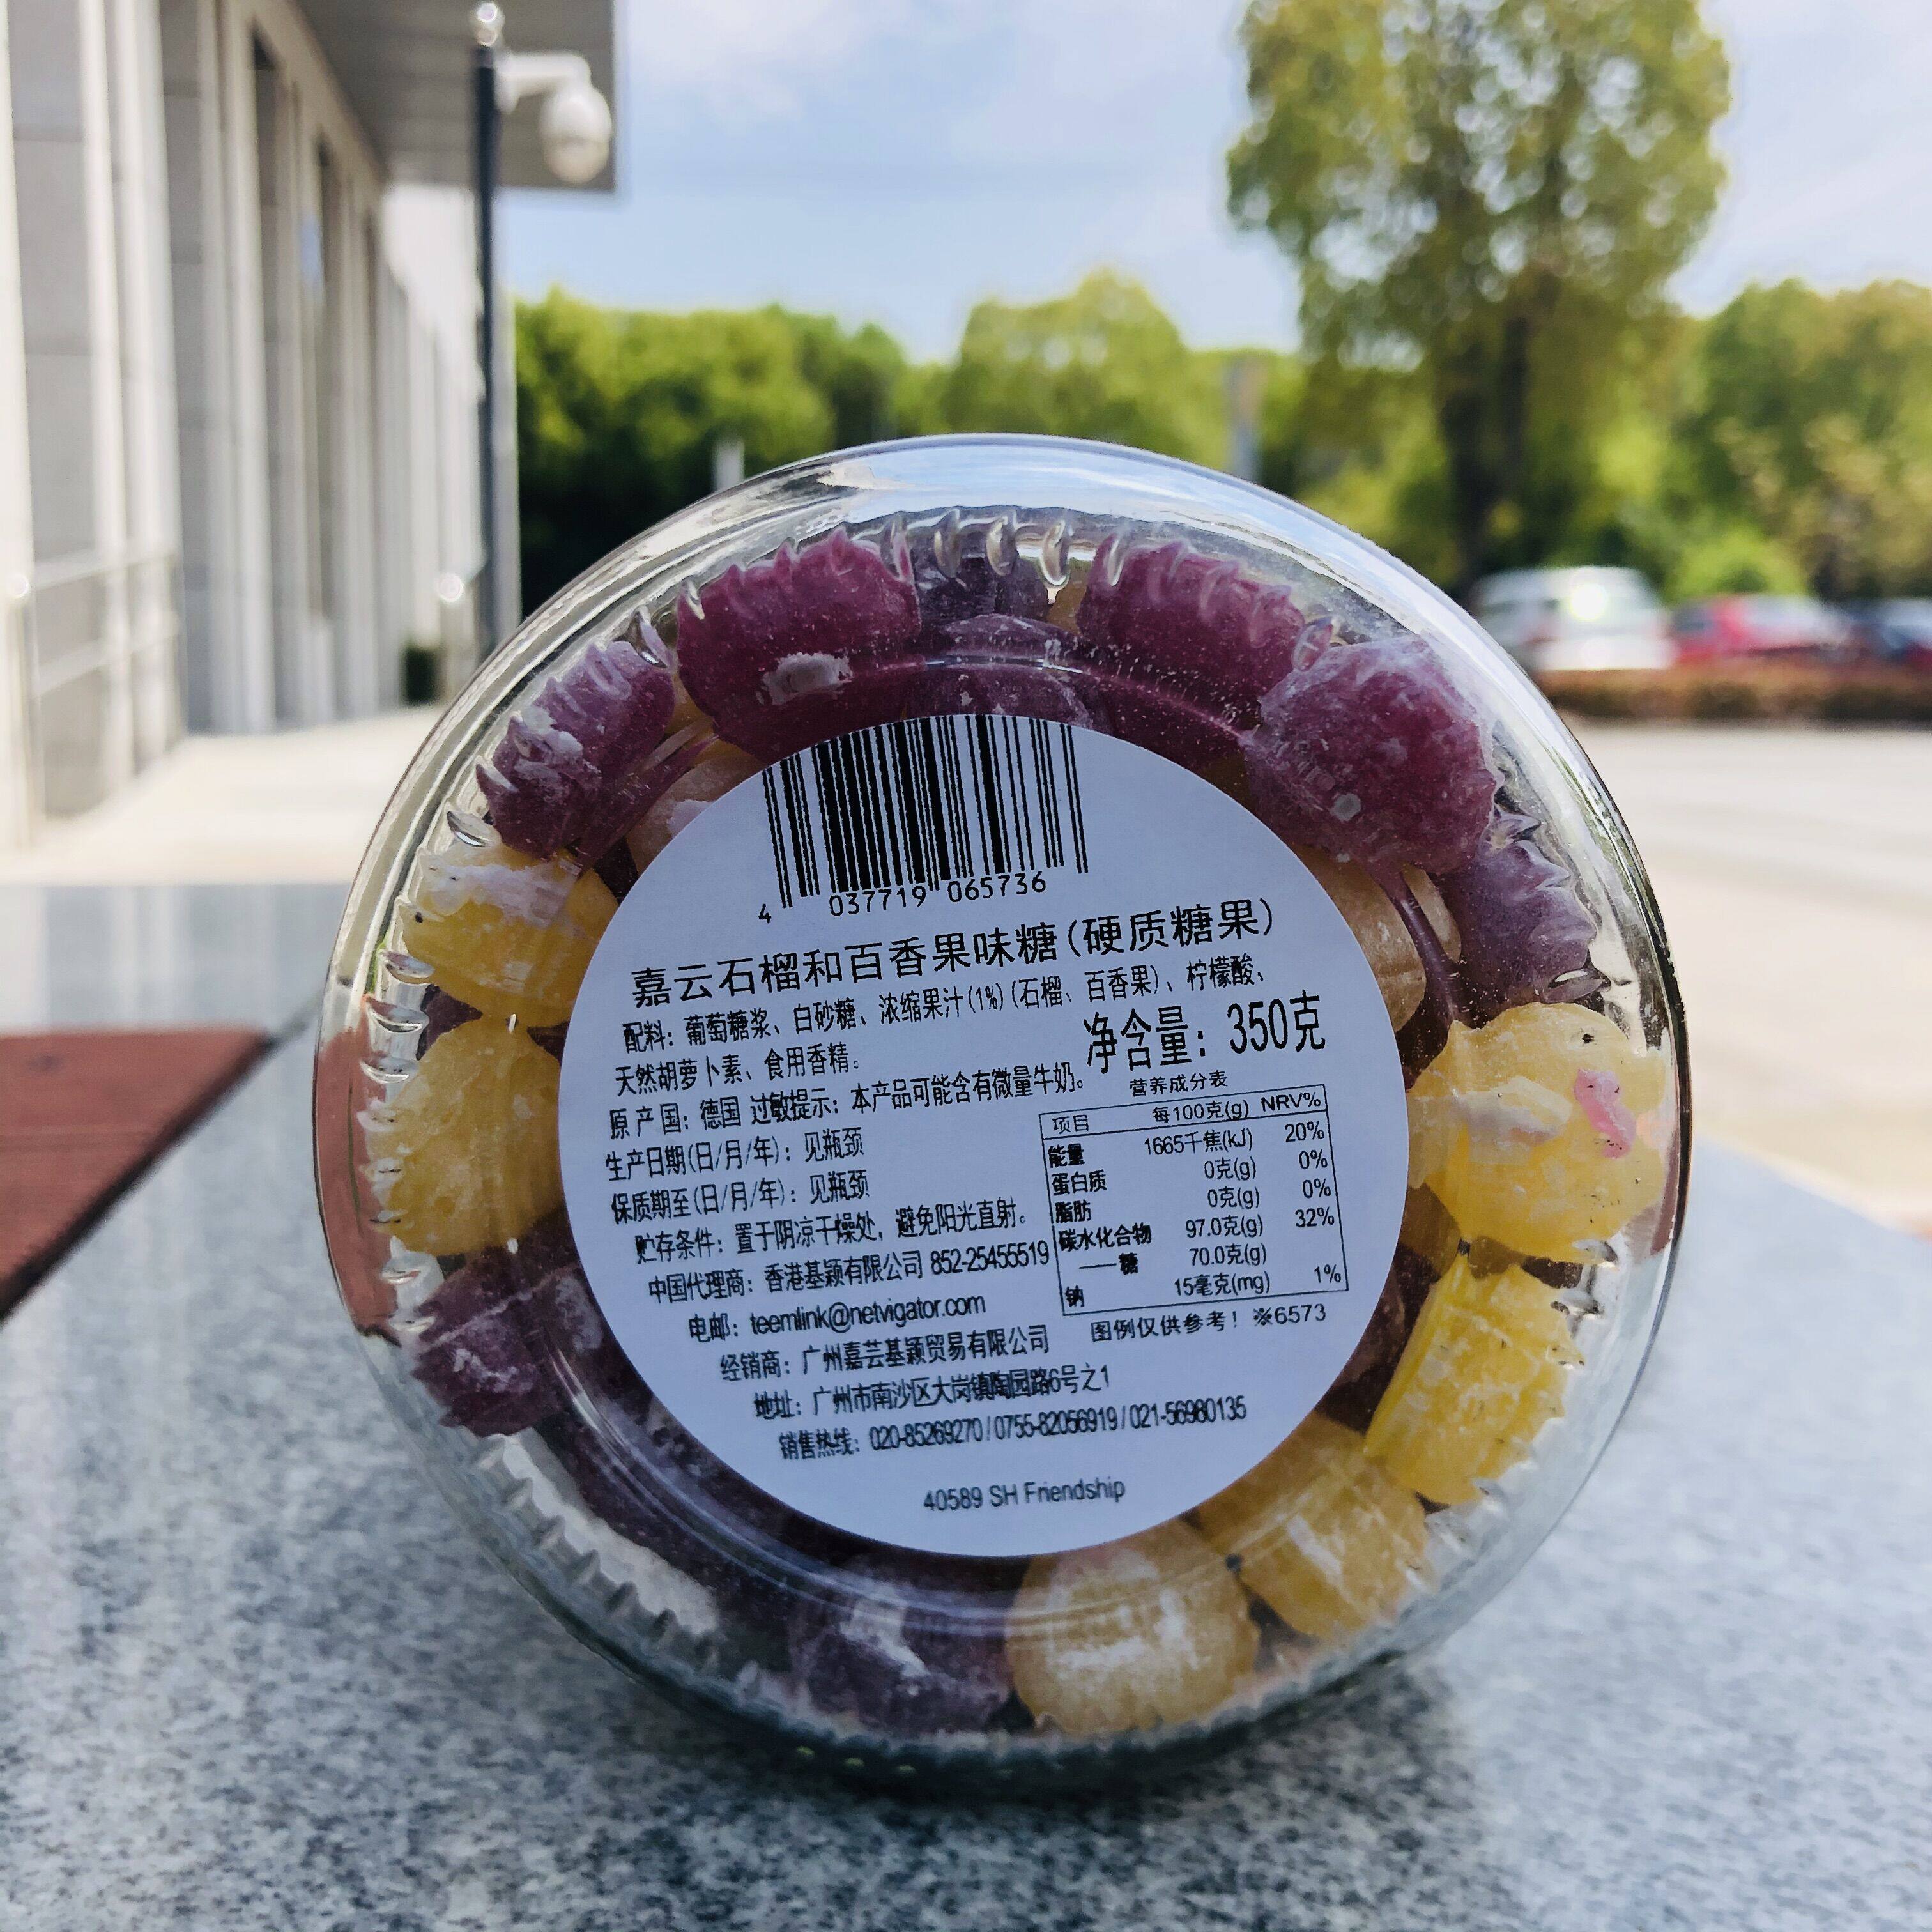 4 037719 065736
嘉云石榴和百香果味糖(硬质糖果)
配料: 葡萄糖浆、白砂糖、浓缩果汁(1%)(石榴、百香果)、柠檬酸、
天然胡萝卜素、食用香精。
净含量: 350克
原产国: 德国 过敏提示: 本产品可能含有微量牛奶。
生产日期(日/月/年): 见瓶颈
保质期至(日/月/年): 见瓶颈
贮存条件: 置于阴凉干燥处, 避免阳光直射。
中国代理商: 香港基颖有限公司 852-25455519
电邮: teemlink@netvigator.com
经销商: 广州嘉芸基颖贸易有限公司
地址: 广州市南沙区大岗镇陶园路6号之1
销售热线: 020-85269270/0755-82056919/021-56980135
营养成分表
项目 每100克(g) NRV%
能量 1665千焦(kJ) 20%
蛋白质 0克(g) 0%
脂肪 0克(g) 0%
碳水化合物 97.0克(g) 32%
——糖 70.0克(g)
钠 15毫克(mg) 1%
图例仅供参考! ※6573
40589 SH Friendship